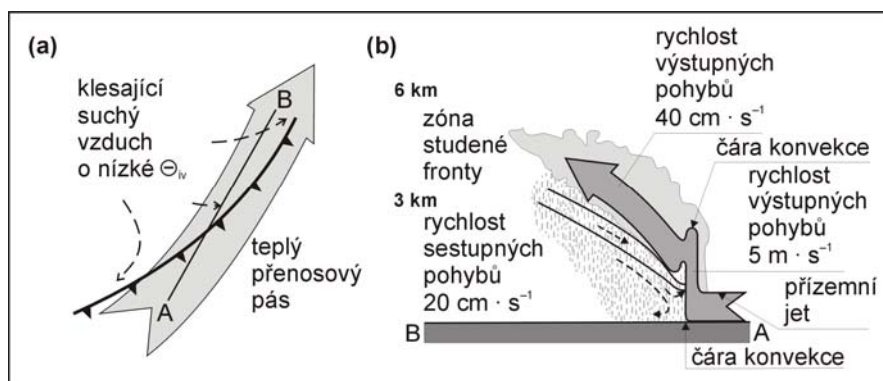 (a)
klesající
suchý
vzduch
o nízké Θiv
B
A
teplý
přenosový
pás
(b)
rychlost
výstupných
pohybů
40 cm · s⁻¹
6 km
zóna
studené
fronty
čára konvekce
3 km
rychlost
sestupných
pohybů
20 cm · s⁻¹
rychlost
výstupných
pohybů
5 m · s⁻¹
přízemní
jet
B
A
čára konvekce